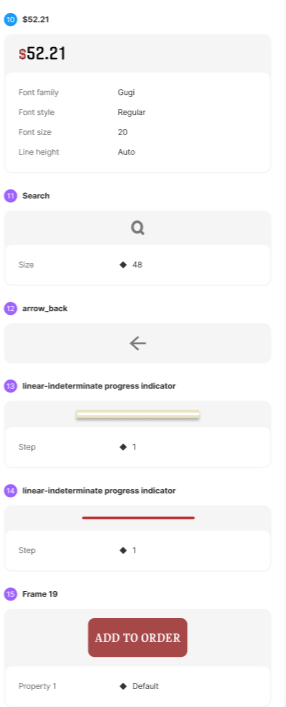 10 $52.21
$52.21
Font family Gugi
Font style Regular
Font size 20
Line height Auto
11 Search
Size 48
12 arrow_back
13 linear-indeterminate progress indicator
Step 1
14 linear-indeterminate progress indicator
Step 1
15 Frame 19
ADD TO ORDER
Property 1 Default